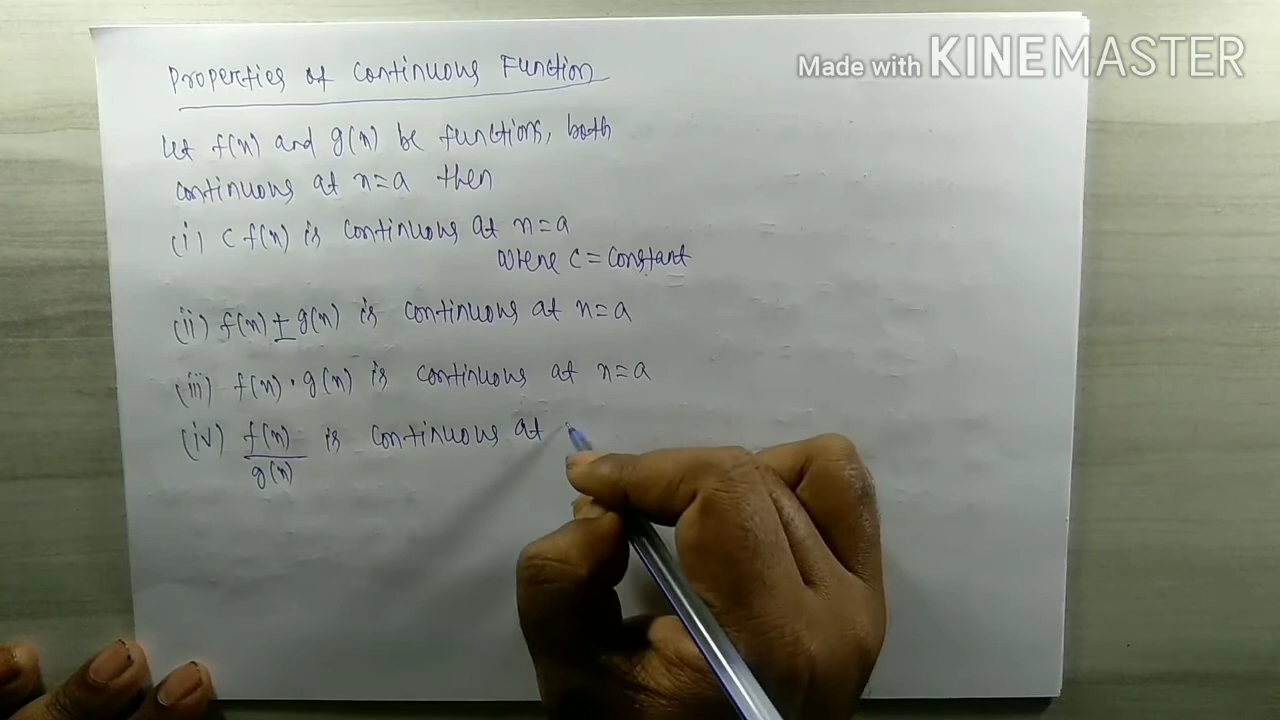 Made with KINEMASTER
Properties of Continuous Function
Let f(x) and g(x) be functions, both
continuous at x=a then
(i) c f(x) is continuous at x=a
where c = constant
(ii) f(x) ± g(x) is continuous at x=a
(iii) f(x) · g(x) is continuous at x=a
(iv) f(x)/g(x) is continuous at